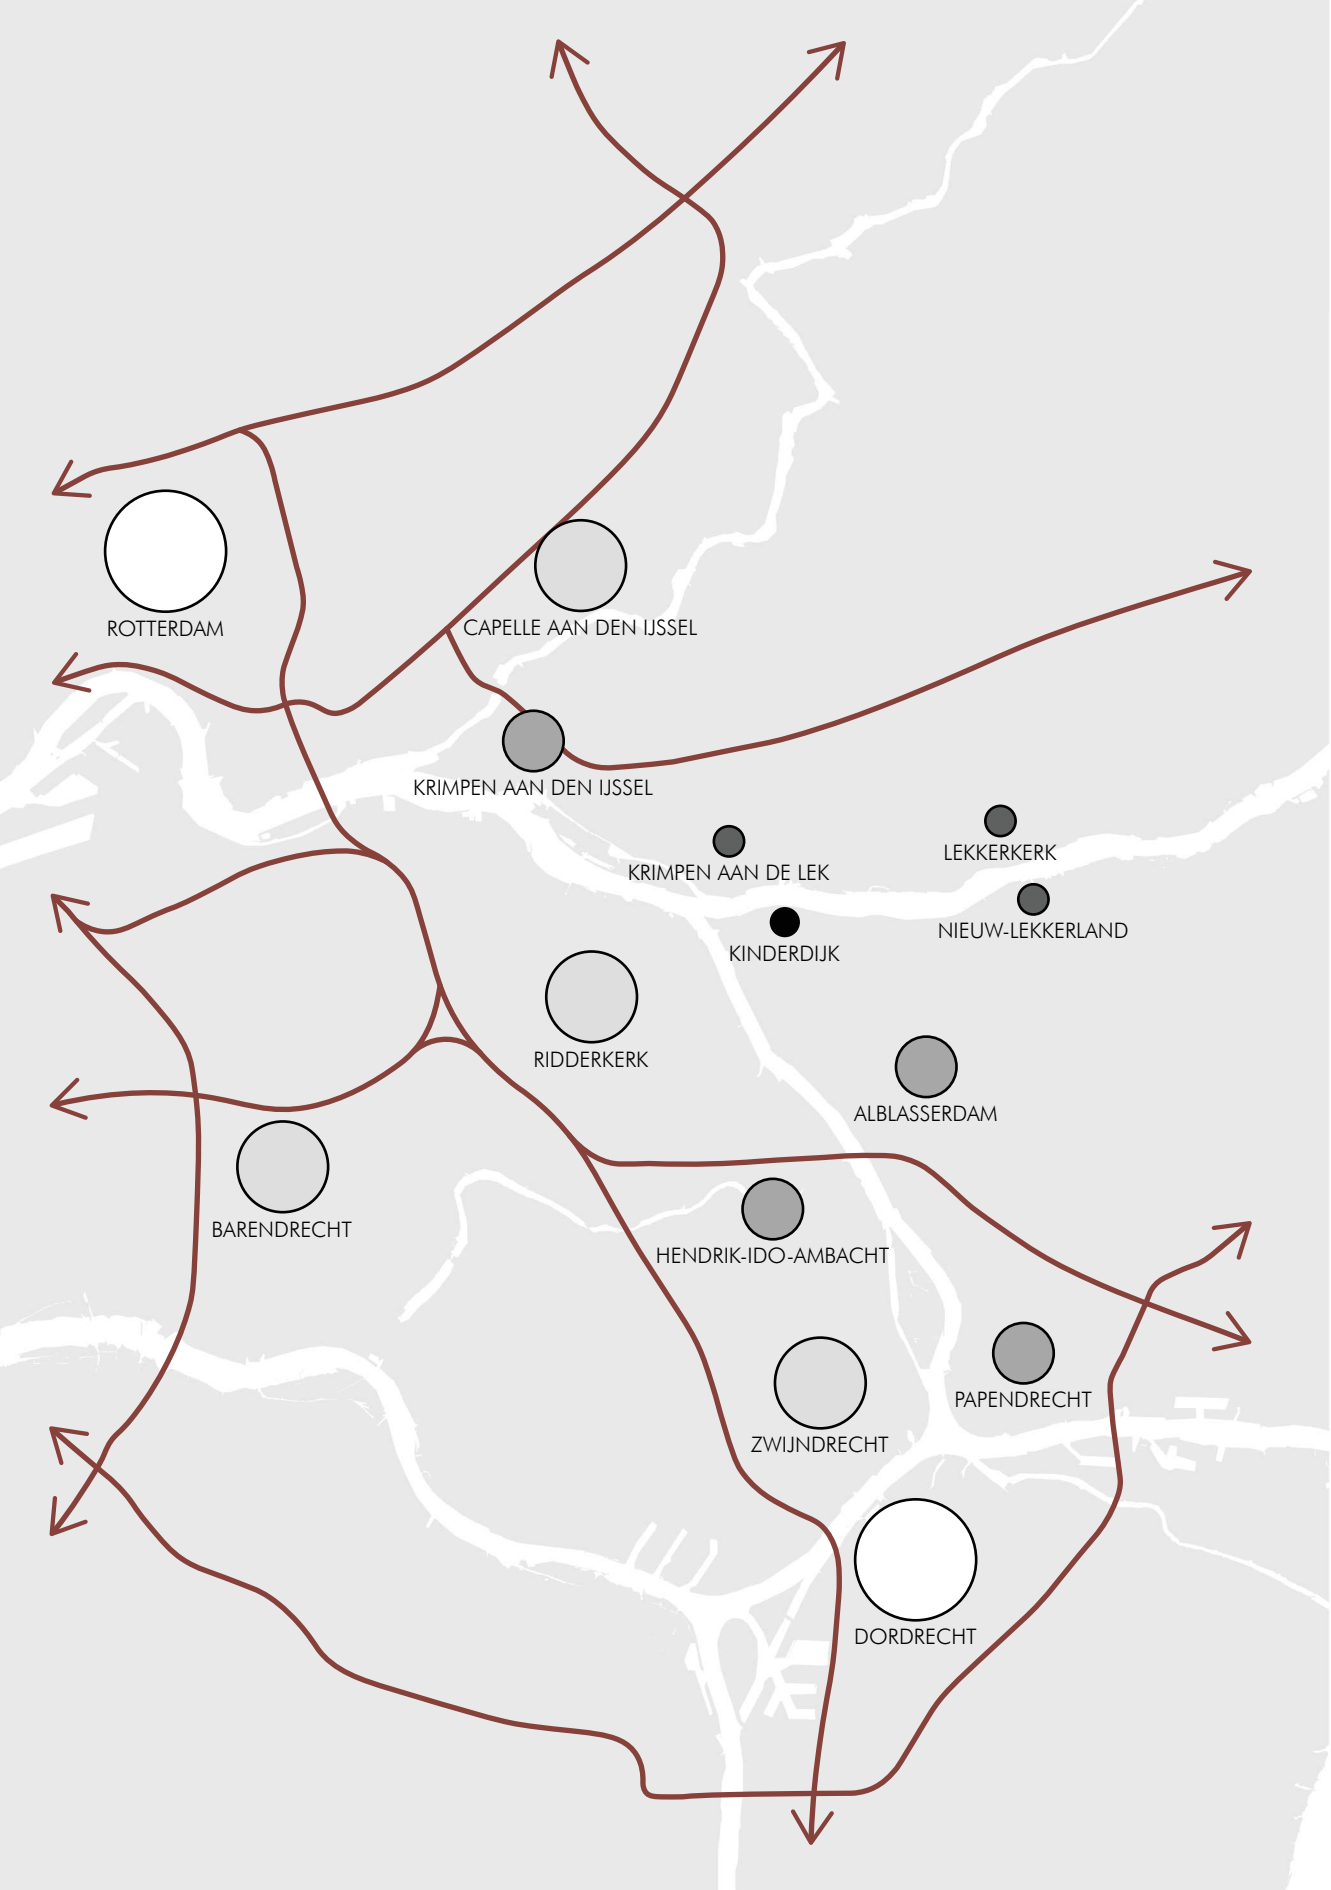 ROTTERDAM
CAPELLE AAN DEN IJSSEL
KRIMPEN AAN DEN IJSSEL
LEKKERKERK
KRIMPEN AAN DE LEK
NIEUW-LEKKERLAND
KINDERDIJK
RIDDERKERK
ALBLASSERDAM
BARENDRECHT
HENDRIK-IDO-AMBACHT
PAPENDRECHT
ZWIJNDRECHT
DORDRECHT